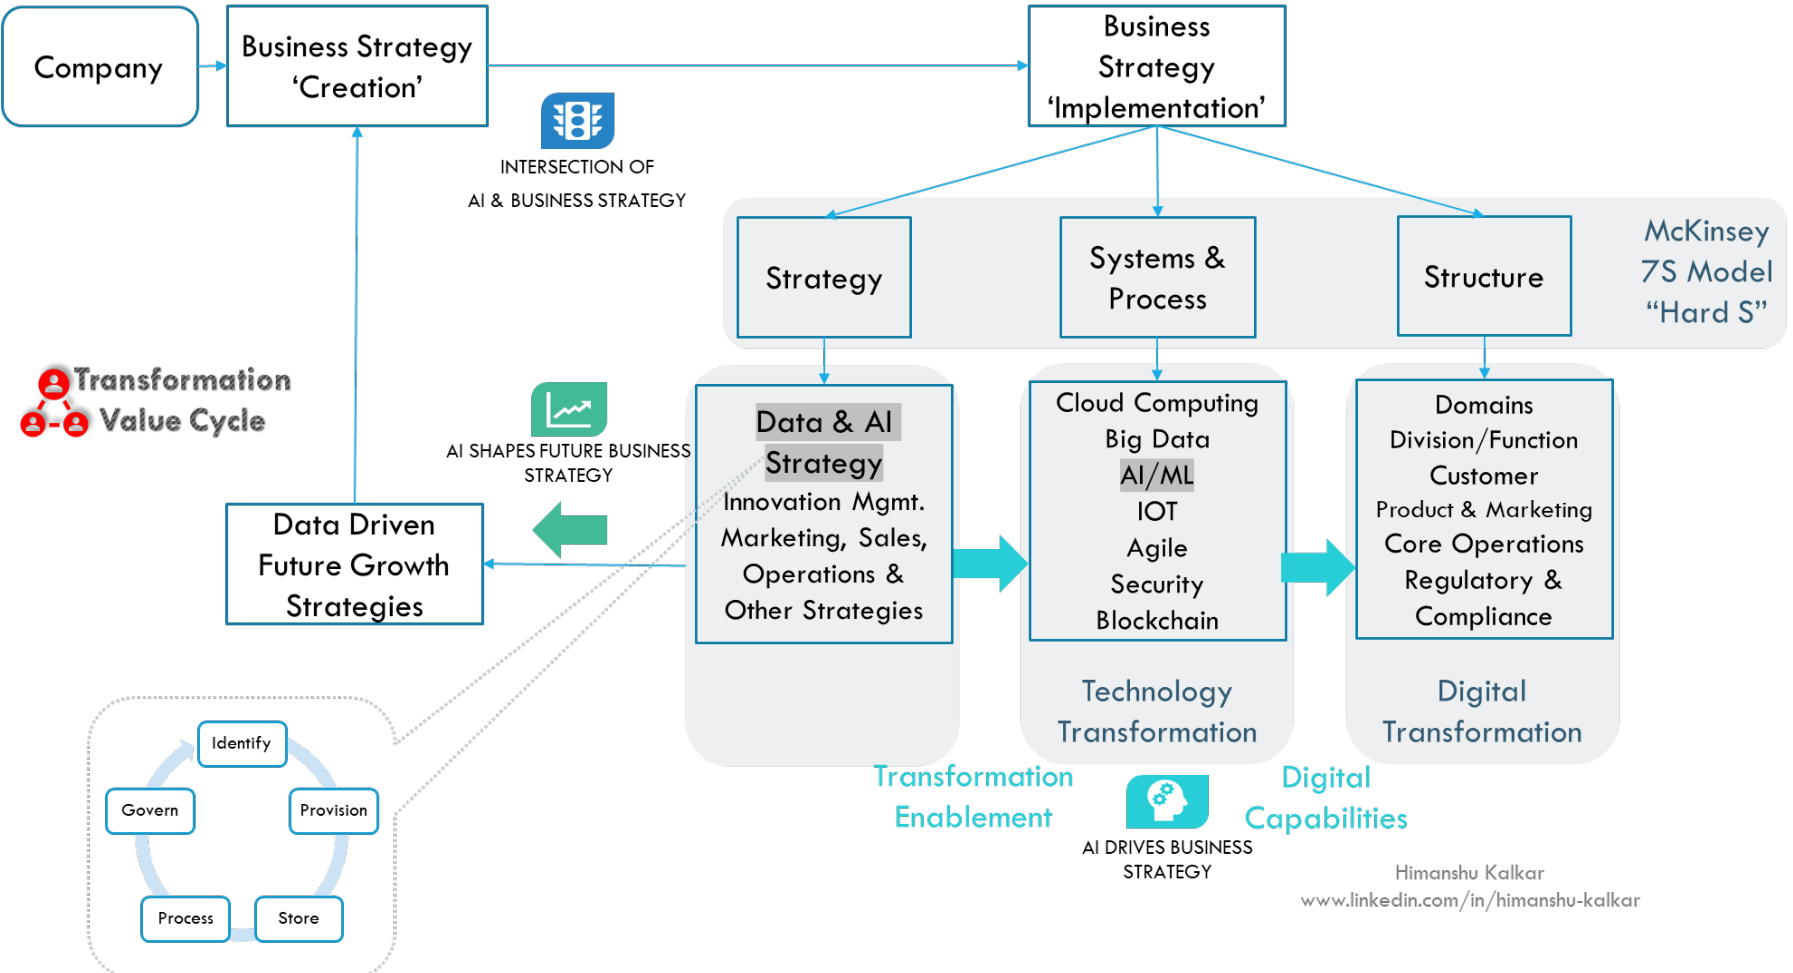 Company
Business Strategy
‘Creation’
Business
Strategy
‘Implementation’
INTERSECTION OF
AI & BUSINESS STRATEGY
Strategy
Systems &
Process
Structure
McKinsey
7S Model
“Hard S”
Transformation
Value Cycle
AI SHAPES FUTURE BUSINESS
STRATEGY
Data Driven
Future Growth
Strategies
Data & AI
Strategy
Innovation Mgmt.
Marketing, Sales,
Operations &
Other Strategies
Cloud Computing
Big Data
AI/ML
IOT
Agile
Security
Blockchain
Domains
Division/Function
Customer
Product & Marketing
Core Operations
Regulatory &
Compliance
Technology
Transformation
Digital
Transformation
Transformation
Enablement
Digital
Capabilities
AI DRIVES BUSINESS
STRATEGY
Identify
Provision
Store
Process
Govern
Himanshu Kalkar
www.linkedin.com/in/himanshu-kalkar